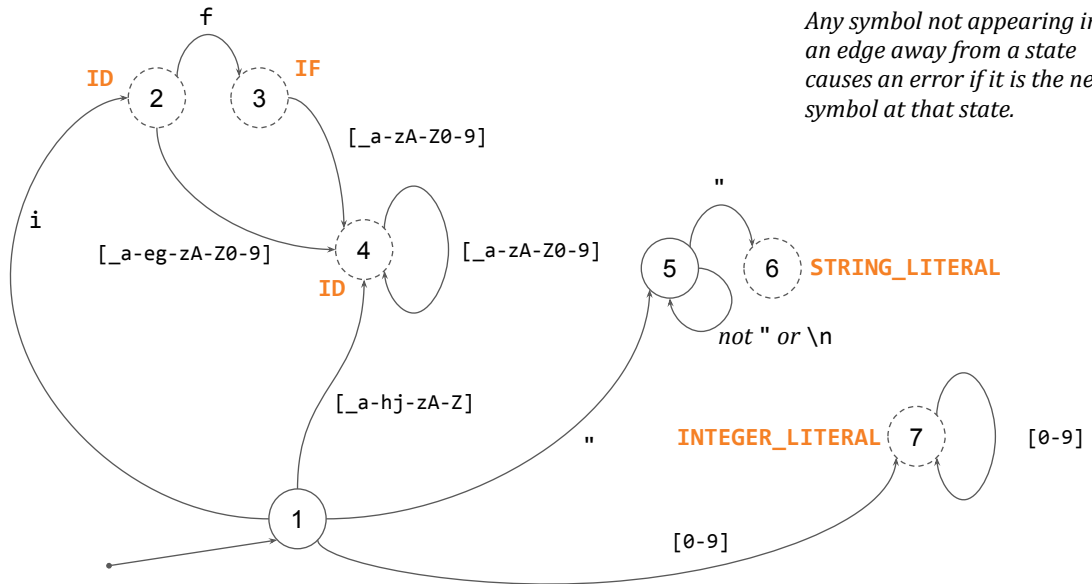 f
Any symbol not appearing in
an edge away from a state
causes an error if it is the
symbol at that state.
ID
IF
2
3
[_a-zA-Z0-9]
"
i
[_a-eg-zA-Z0-9]
4
[_a-zA-Z0-9]
5
6
STRING_LITERAL
ID
not " or \n
[_a-hj-zA-Z]
"
INTEGER_LITERAL
7
[0-9]
1
[0-9]